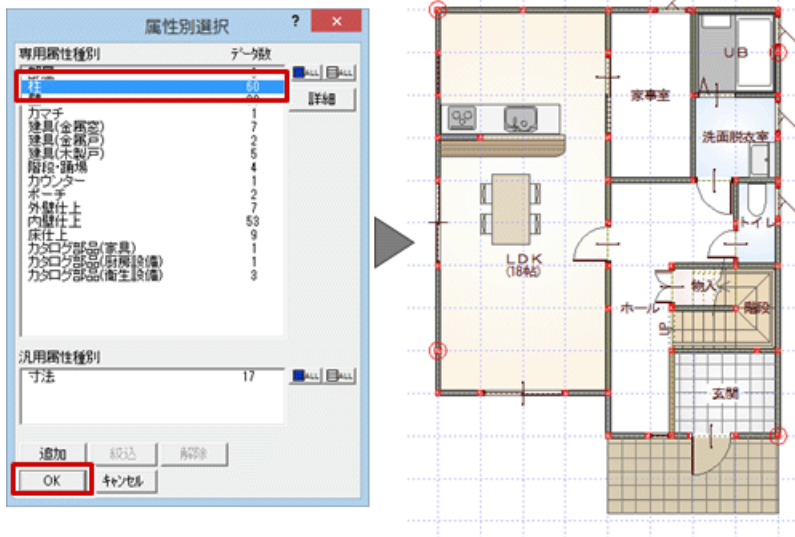 属性別選択
?
×
専用属性種別 データ数
柱 60
カマチ 1
建具(金属窓) 7
建具(金属戸) 2
建具(木製戸) 5
階段・踊場 4
カウンター 1
ポーチ 2
外壁仕上 7
内壁仕上 53
床仕上 9
カタログ部品(家具) 1
カタログ部品(厨房設備) 1
カタログ部品(衛生設備) 3
ALL ALL
詳細
汎用属性種別
寸法 17
ALL ALL
追加 絞込 解除
OK キャンセル
UB
家事室
洗面脱衣室
トイレ
LDK
(18帖)
物入
ホール
階段
UP
玄関